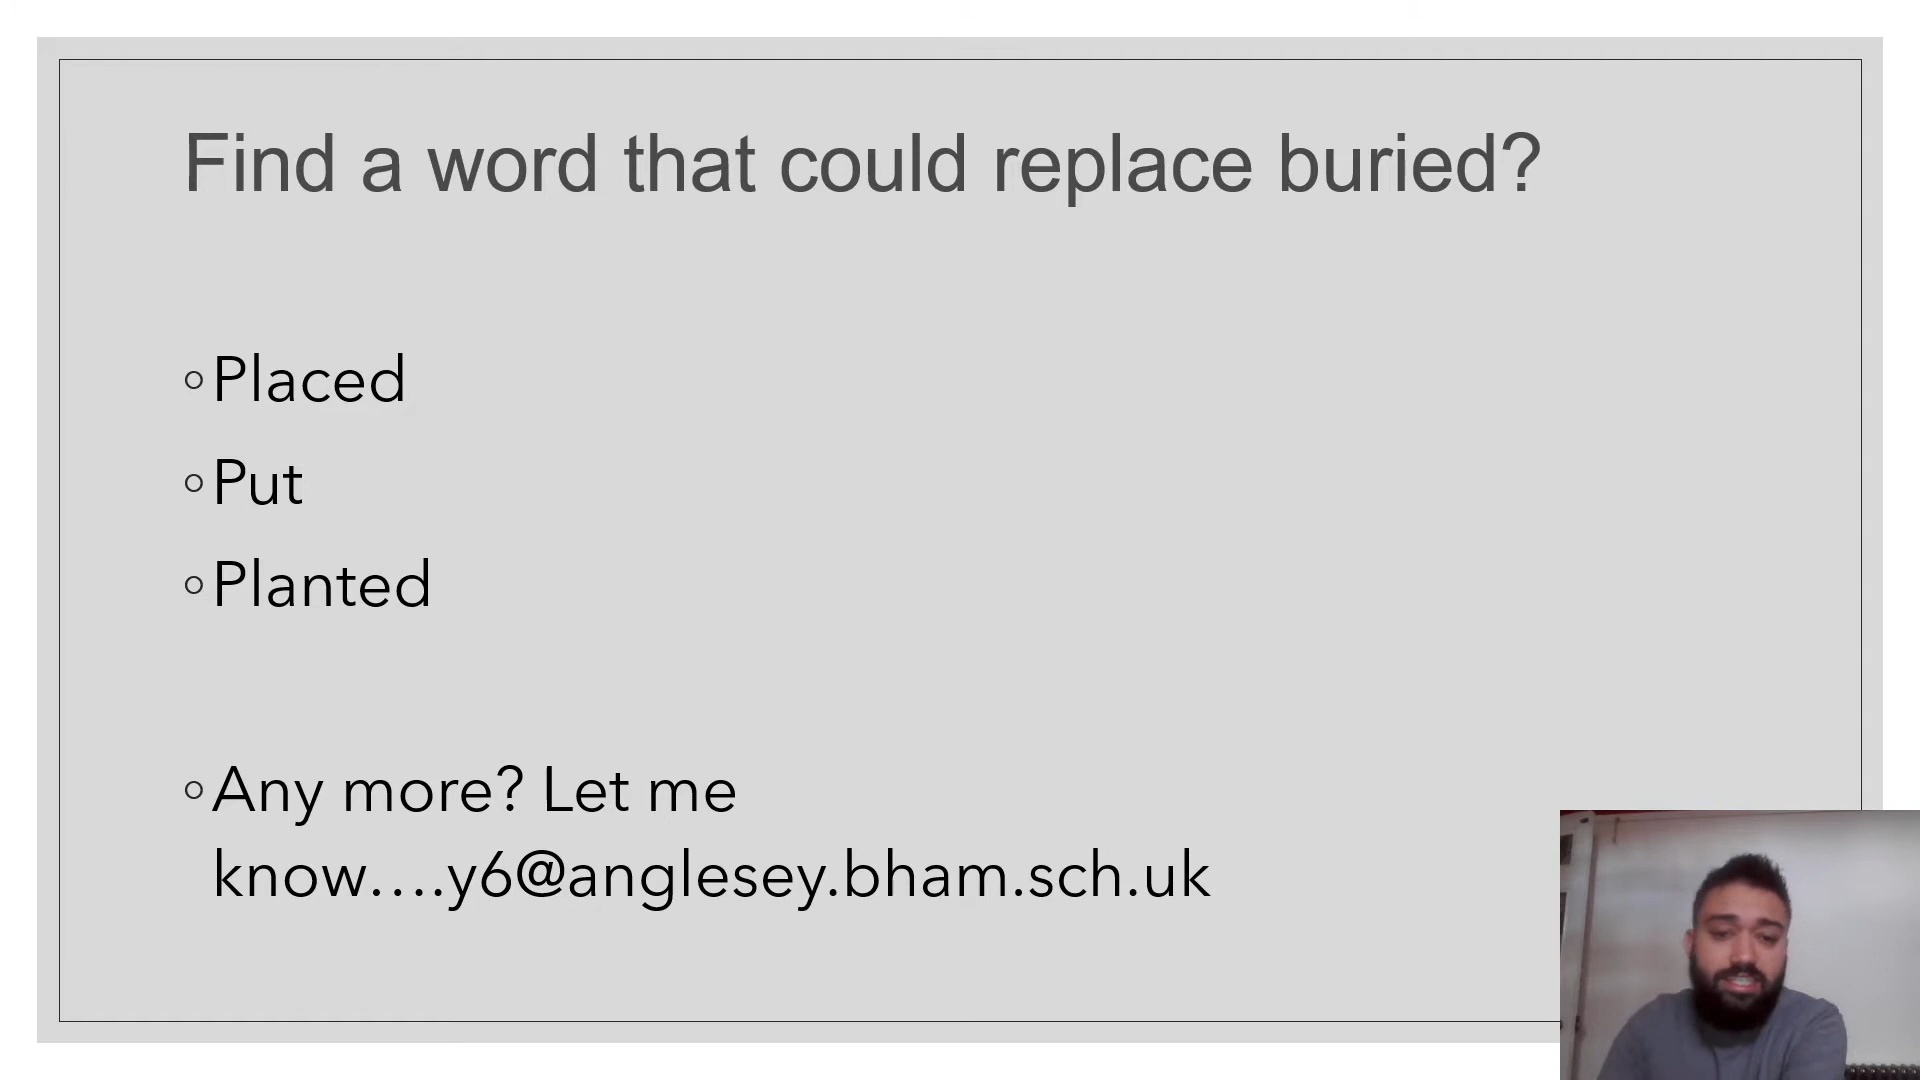 Find a word that could replace buried?
Placed
Put
Planted
Any more? Let me
know….y6@anglesey.bham.sch.uk